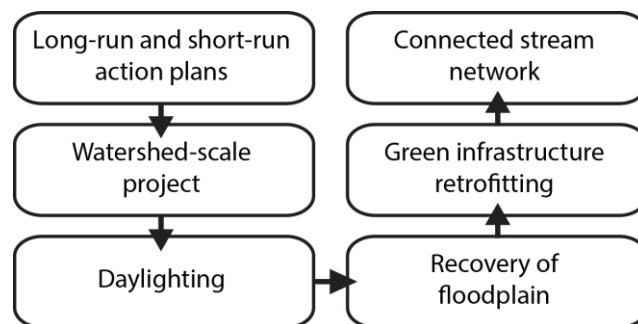 Long-run and short-run
action plans
Watershed-scale
project
Daylighting
Recovery of
floodplain
Green infrastructure
retrofitting
Connected stream
network